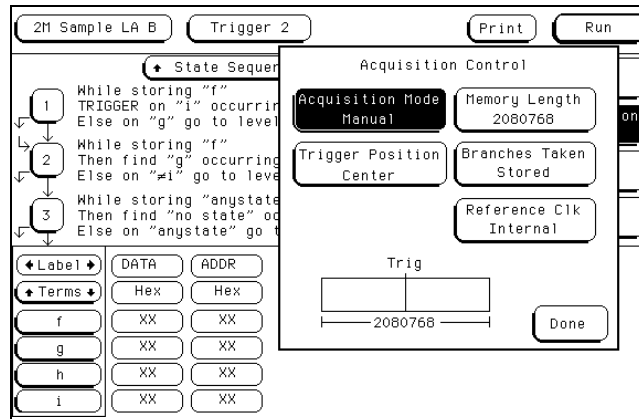 2M Sample LA B Trigger 2 Print Run
State Sequen
While storing "f"
1 TRIGGER on "i" occurrin
Else on "g" go to level
While storing "f"
2 Then find "g" occurring
Else on "≠i" go to leve
While storing "anystate
3 Then find "no state" oc
Else on "anystate" go t
Label DATA ADDR
Terms Hex Hex
f XX XX
g XX XX
h XX XX
i XX XX
Acquisition Control
Acquisition Mode
Manual
Memory Length
2080768
Trigger Position
Center
Branches Taken
Stored
Reference Clk
Internal
Trig
2080768
Done
on